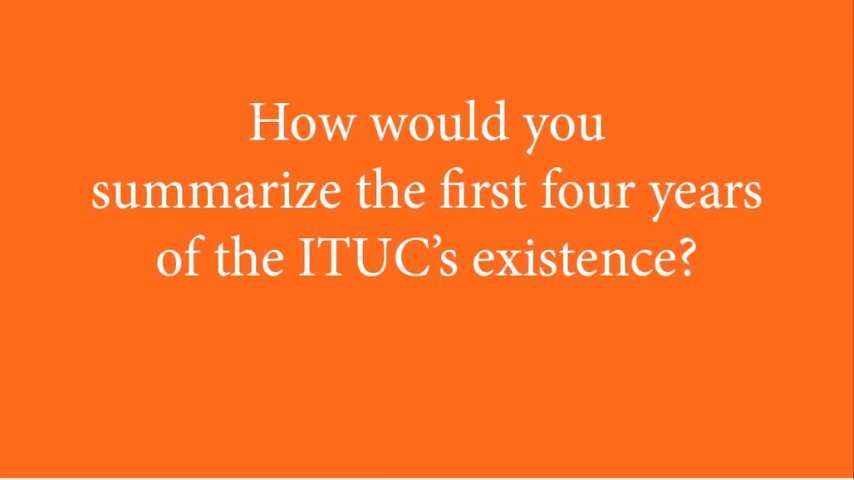 How would you
summarize the first four years
of the ITUC’s existence?